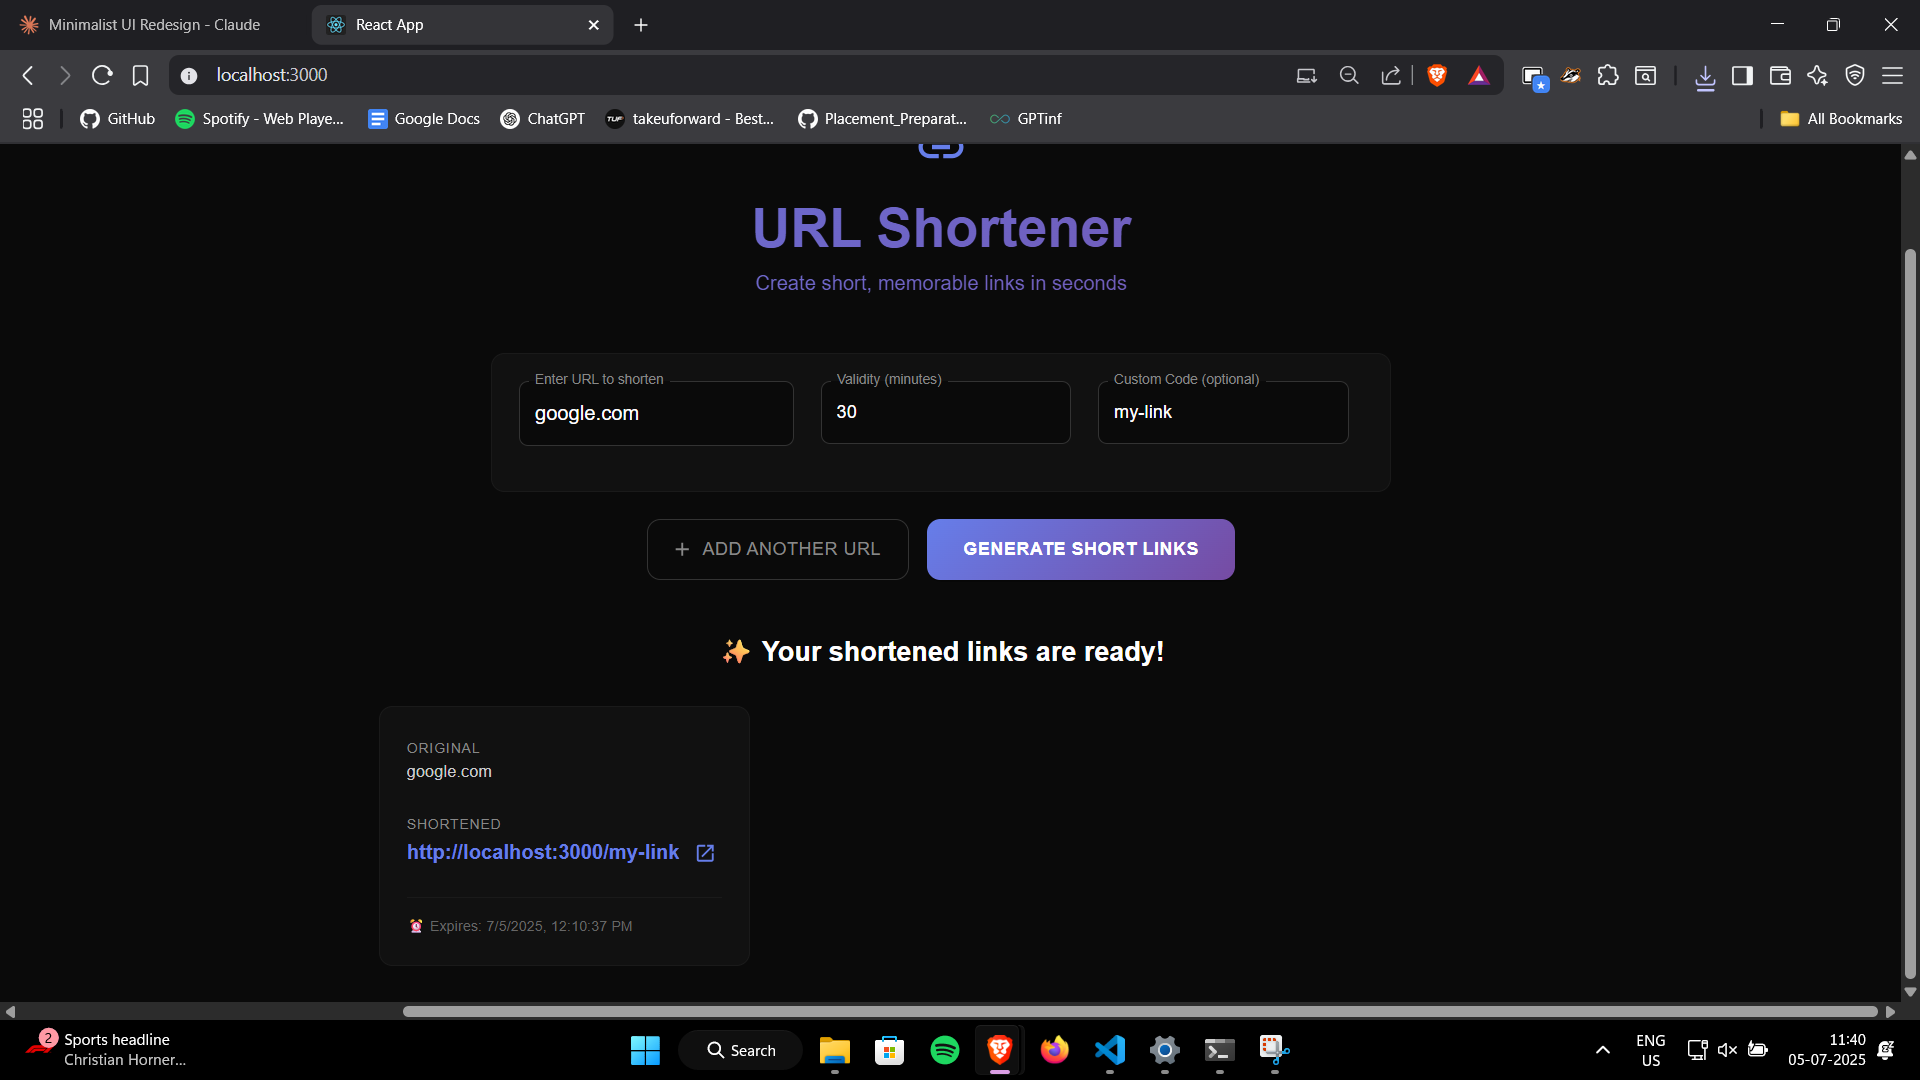 Minimalist UI Redesign - Claude
React App
localhost:3000
GitHub
Spotify - Web Playe...
Google Docs
ChatGPT
TUF
takeuforward - Best...
Placement_Preparat...
GPTinf
All Bookmarks
URL Shortener
Create short, memorable links in seconds
Enter URL to shorten
Validity (minutes)
Custom Code (optional)
google.com
30
my-link
+ ADD ANOTHER URL
GENERATE SHORT LINKS
✨ Your shortened links are ready!
ORIGINAL
google.com
SHORTENED
http://localhost:3000/my-link
⏰ Expires: 7/5/2025, 12:10:37 PM
2
Sports headline
Christian Horner...
Search
ENG
US
11:40
05-07-2025